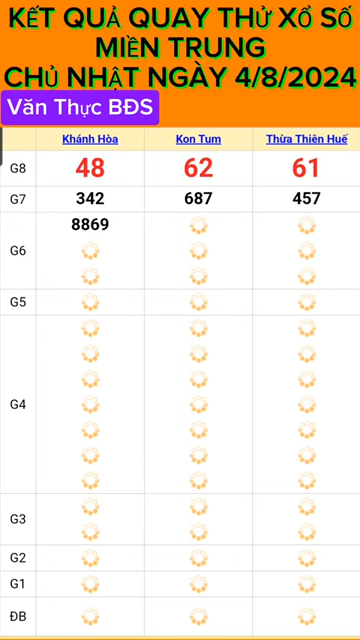 KẾT QUẢ QUAY THỬ XỔ SỐ
MIỀN TRUNG
CHỦ NHẬT NGÀY 4/8/2024
Văn Thực BĐS
Khánh Hòa Kon Tum Thừa Thiên Huế
G8 48 62 61
G7 342 687 457
8869
G6
G5
G4
G3
G2
G1
ĐB